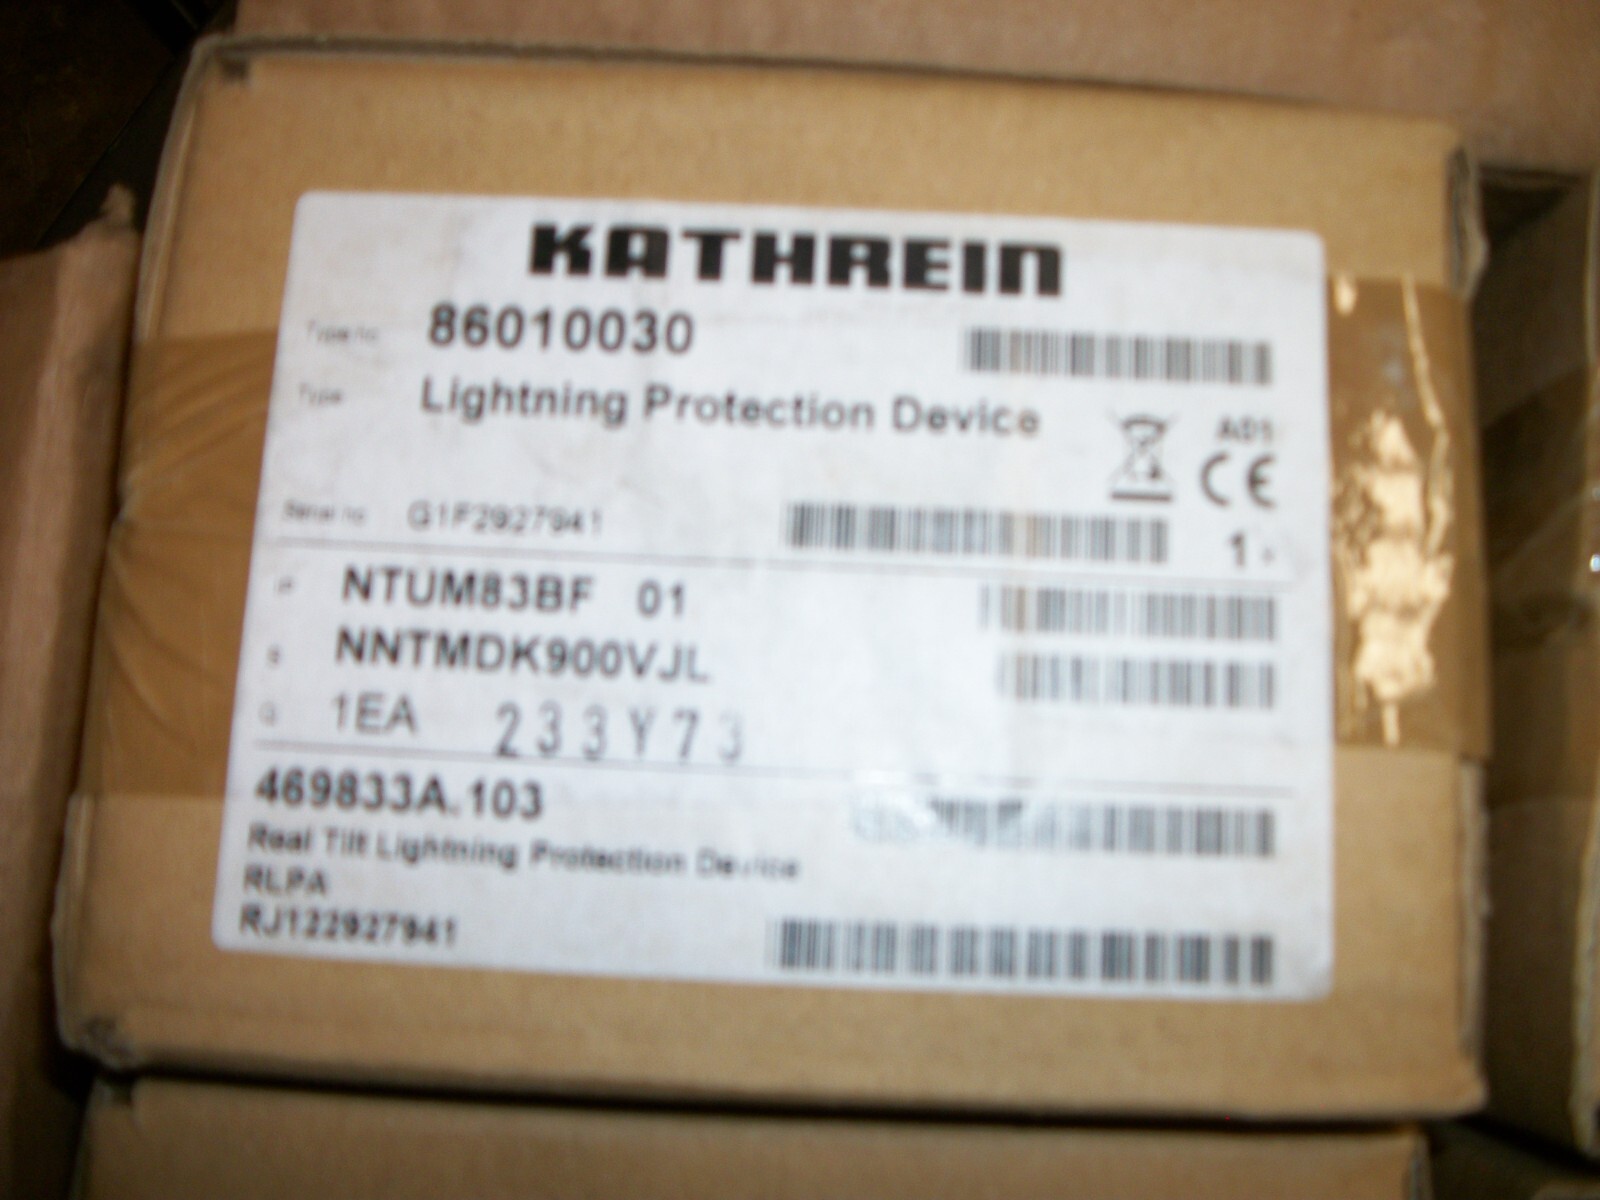 KATHREIN
Type no. 86010030
Type Lightning Protection Device
A01
CE
Serial no. G1F2927941
1
P NTUM83BF 01
S NNTMDK900VJL
Q 1EA 233Y73
469833A.103
Real Tilt Lightning Protection Device
RLPA
RJ122927941